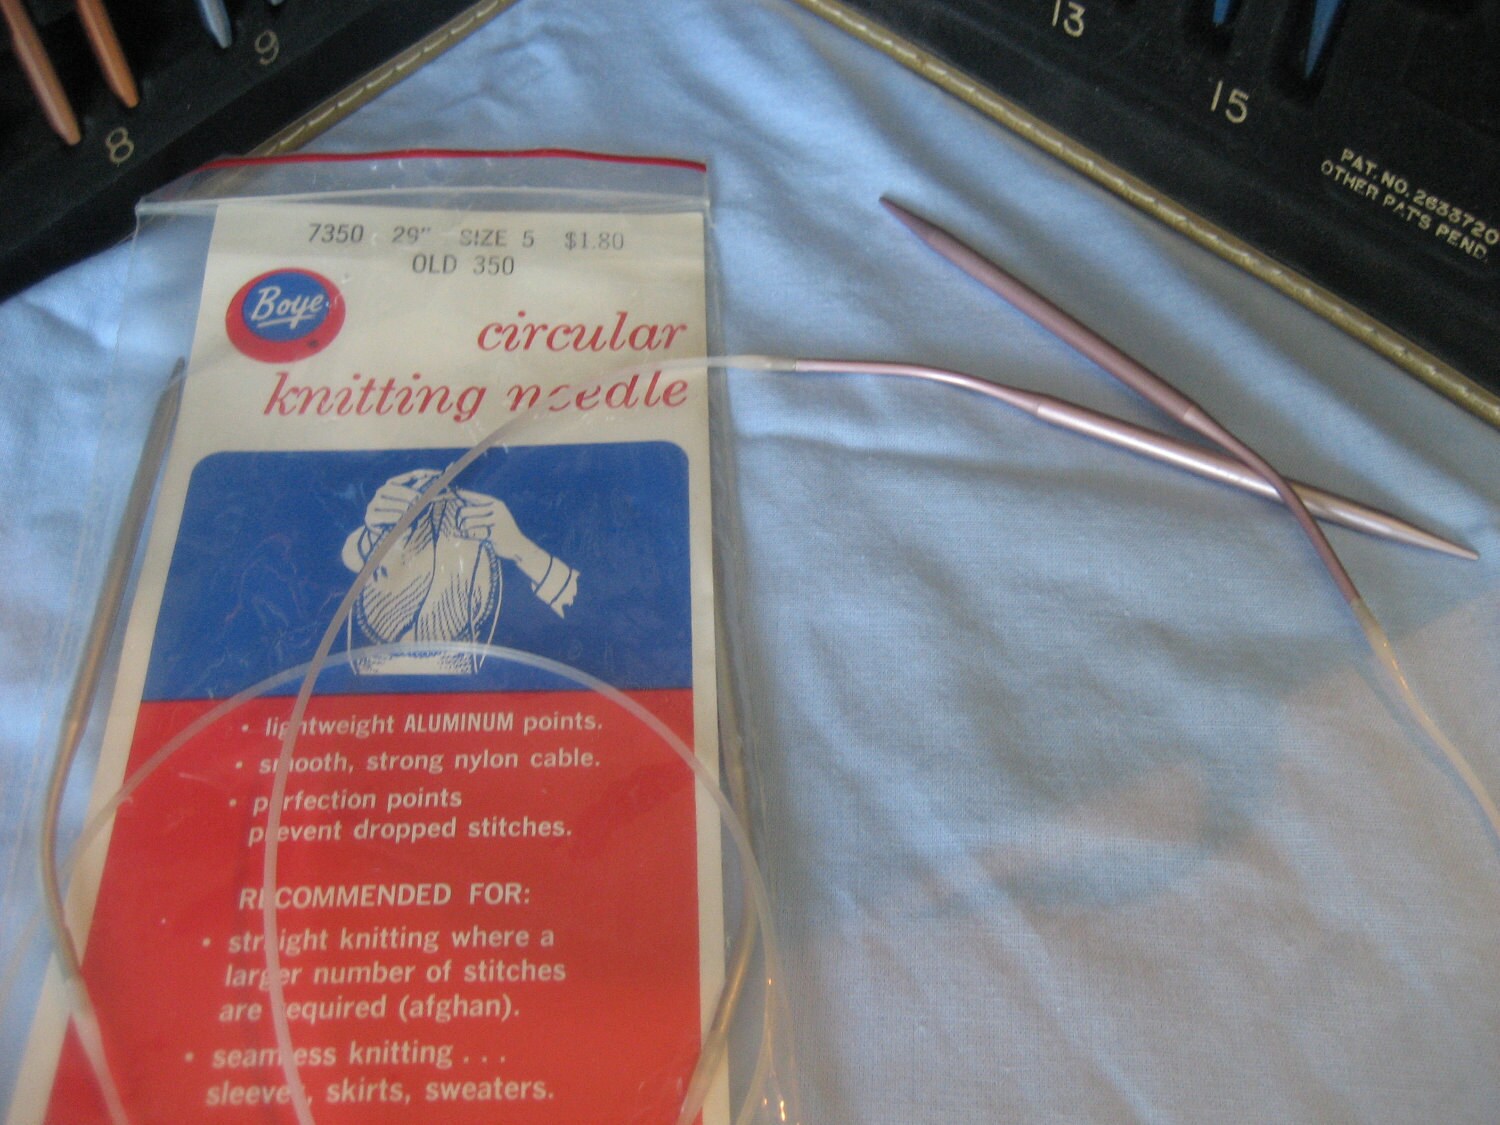 9
8
13
15
PAT. NO. 2633720
OTHER PAT'S PEND.
7350 29" SIZE 5 $1.80
OLD 350
Boye
circular
knitting needle
• lightweight ALUMINUM points.
• smooth, strong nylon cable.
• perfection points
prevent dropped stitches.
RECOMMENDED FOR:
• straight knitting where a
larger number of stitches
are required (afghan).
• seamless knitting . . .
sleeves, skirts, sweaters.